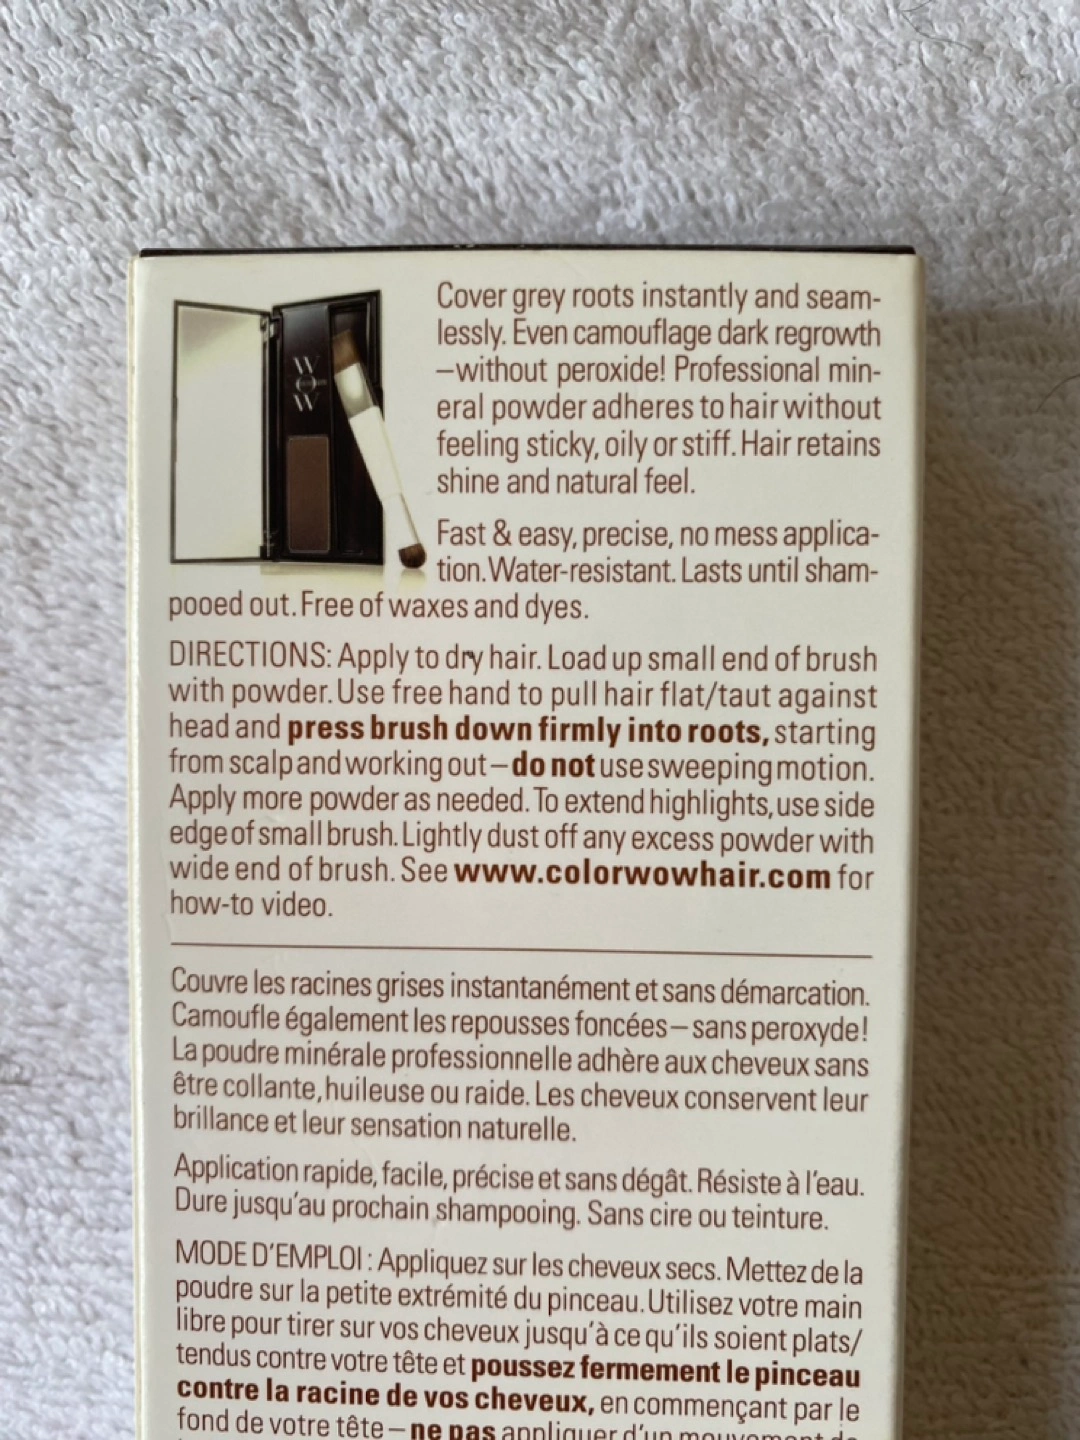 W
O
W
Cover grey roots instantly and seam-
lessly. Even camouflage dark regrowth
–without peroxide! Professional min-
eral powder adheres to hair without
feeling sticky, oily or stiff. Hair retains
shine and natural feel.
Fast & easy, precise, no mess applica-
tion. Water-resistant. Lasts until sham-
pooed out. Free of waxes and dyes.
DIRECTIONS: Apply to dry hair. Load up small end of brush
with powder. Use free hand to pull hair flat/taut against
head and press brush down firmly into roots, starting
from scalp and working out – do not use sweeping motion.
Apply more powder as needed. To extend highlights, use side
edge of small brush. Lightly dust off any excess powder with
wide end of brush. See www.colorwowhair.com for
how-to video.
Couvre les racines grises instantanément et sans démarcation.
Camoufle également les repousses foncées – sans peroxyde!
La poudre minérale professionnelle adhère aux cheveux sans
être collante, huileuse ou raide. Les cheveux conservent leur
brillance et leur sensation naturelle.
Application rapide, facile, précise et sans dégât. Résiste à l'eau.
Dure jusqu'au prochain shampooing. Sans cire ou teinture.
MODE D'EMPLOI : Appliquez sur les cheveux secs. Mettez de la
poudre sur la petite extrémité du pinceau. Utilisez votre main
libre pour tirer sur vos cheveux jusqu'à ce qu'ils soient plats/
tendus contre votre tête et poussez fermement le pinceau
contre la racine de vos cheveux, en commençant par le
fond de votre tête – ne pas appliquer d'un mouvement de